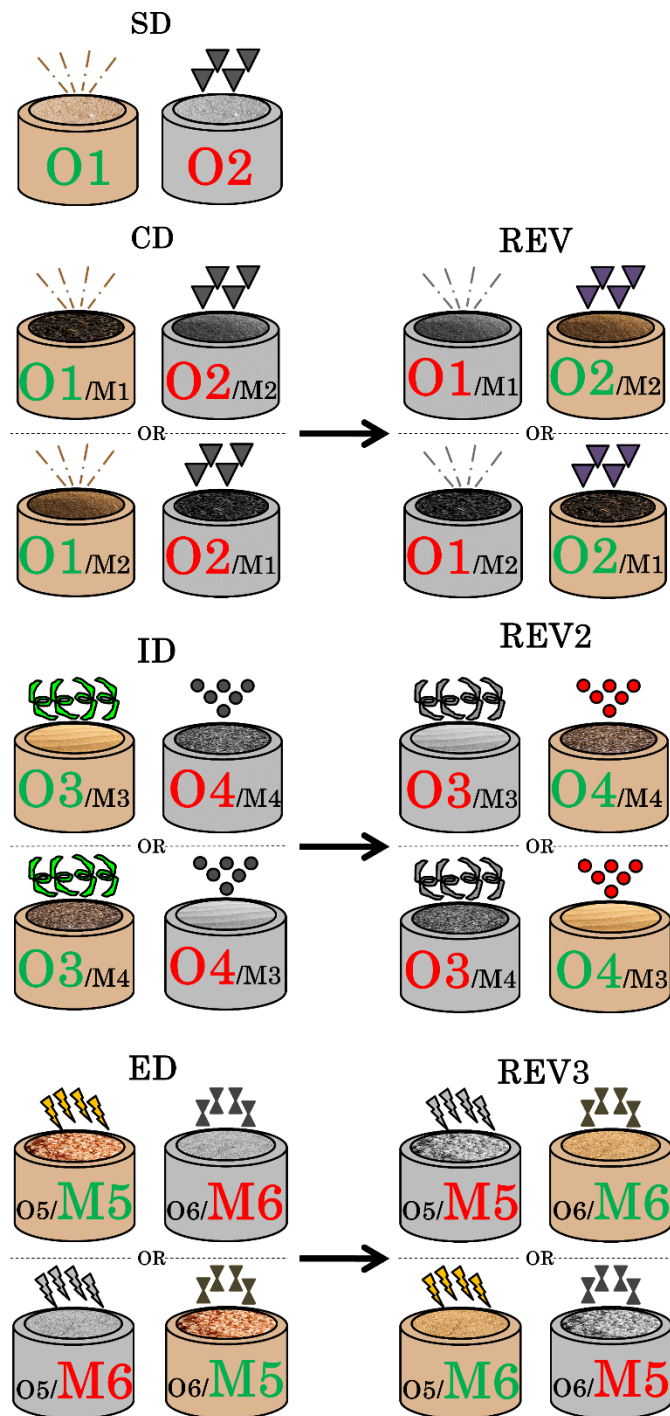 SD
O1 O2
CD REV
O1/M1 O2/M2 O1/M1 O2/M2
OR OR
O1/M2 O2/M1 O1/M2 O2/M1
ID REV2
O3/M3 O4/M4 O3/M3 O4/M4
OR OR
O3/M4 O4/M3 O3/M4 O4/M3
ED REV3
O5/M5 O6/M6 O5/M5 O6/M6
OR OR
O5/M6 O6/M5 O5/M6 O6/M5